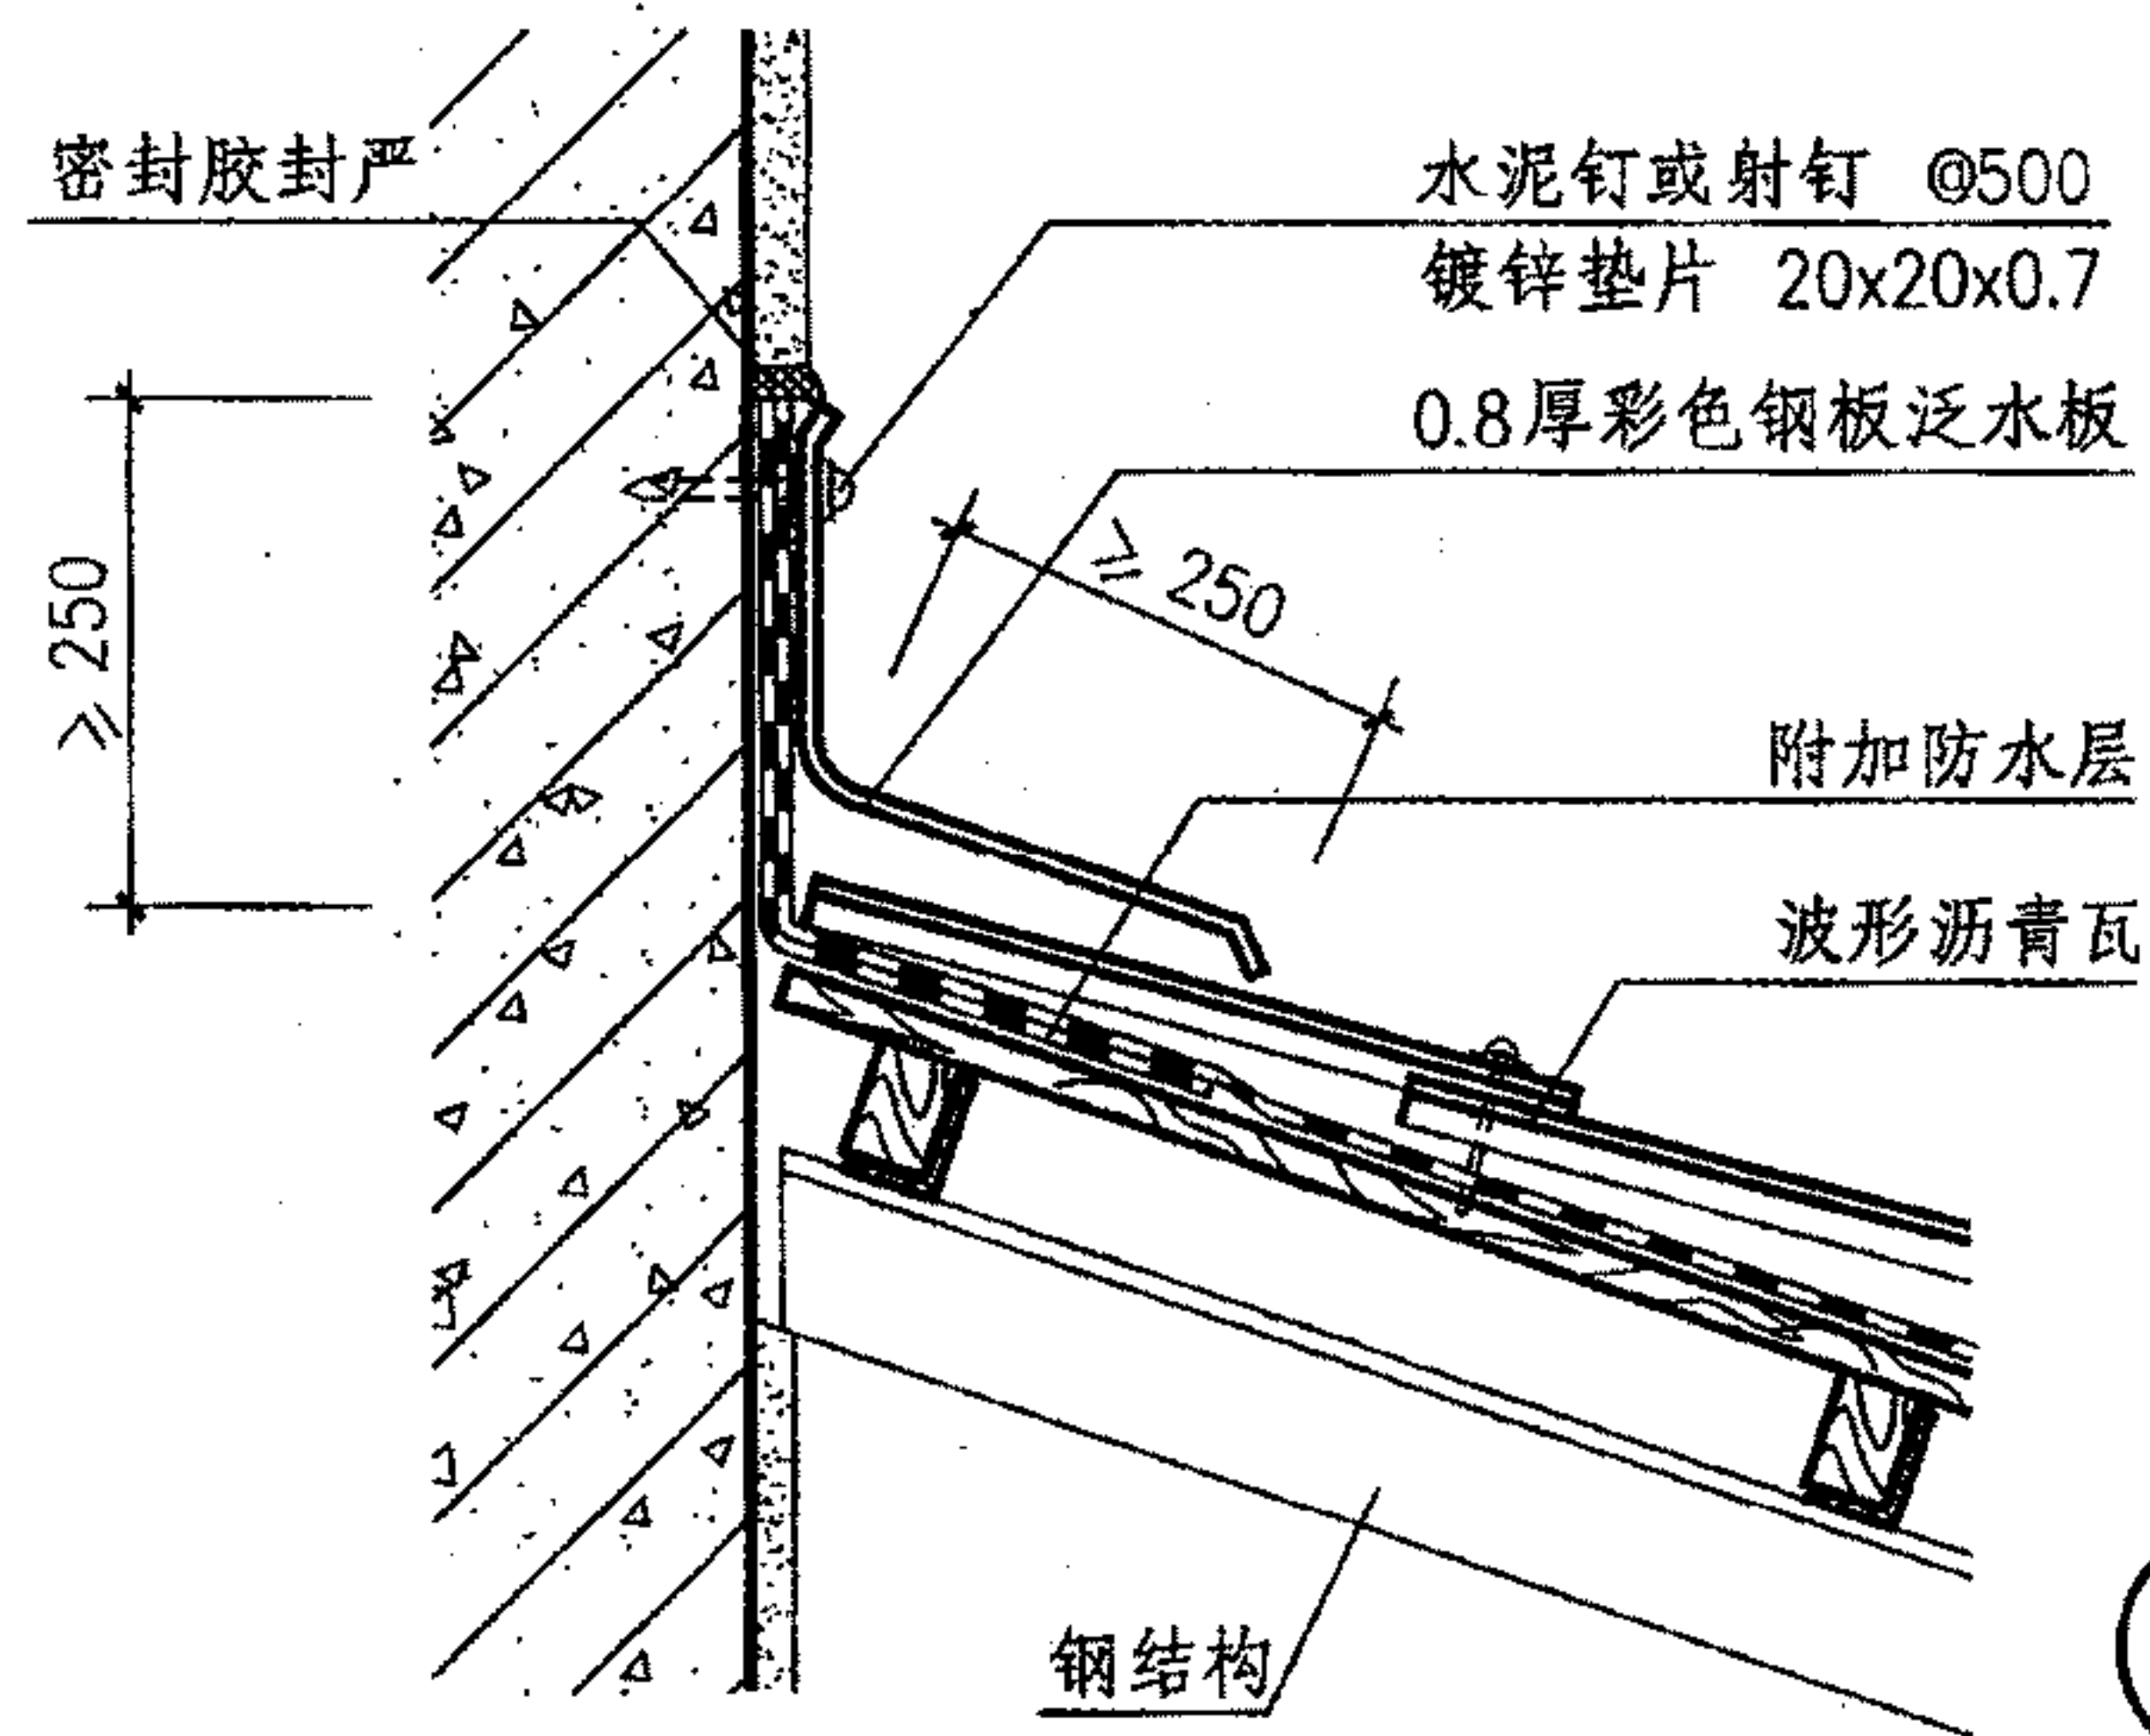 密封胶封严
水泥钉或射钉 @500
镀锌垫片 20x20x0.7
0.8厚彩色钢板泛水板
≥250
≥250
附加防水层
波形沥青瓦
钢结构